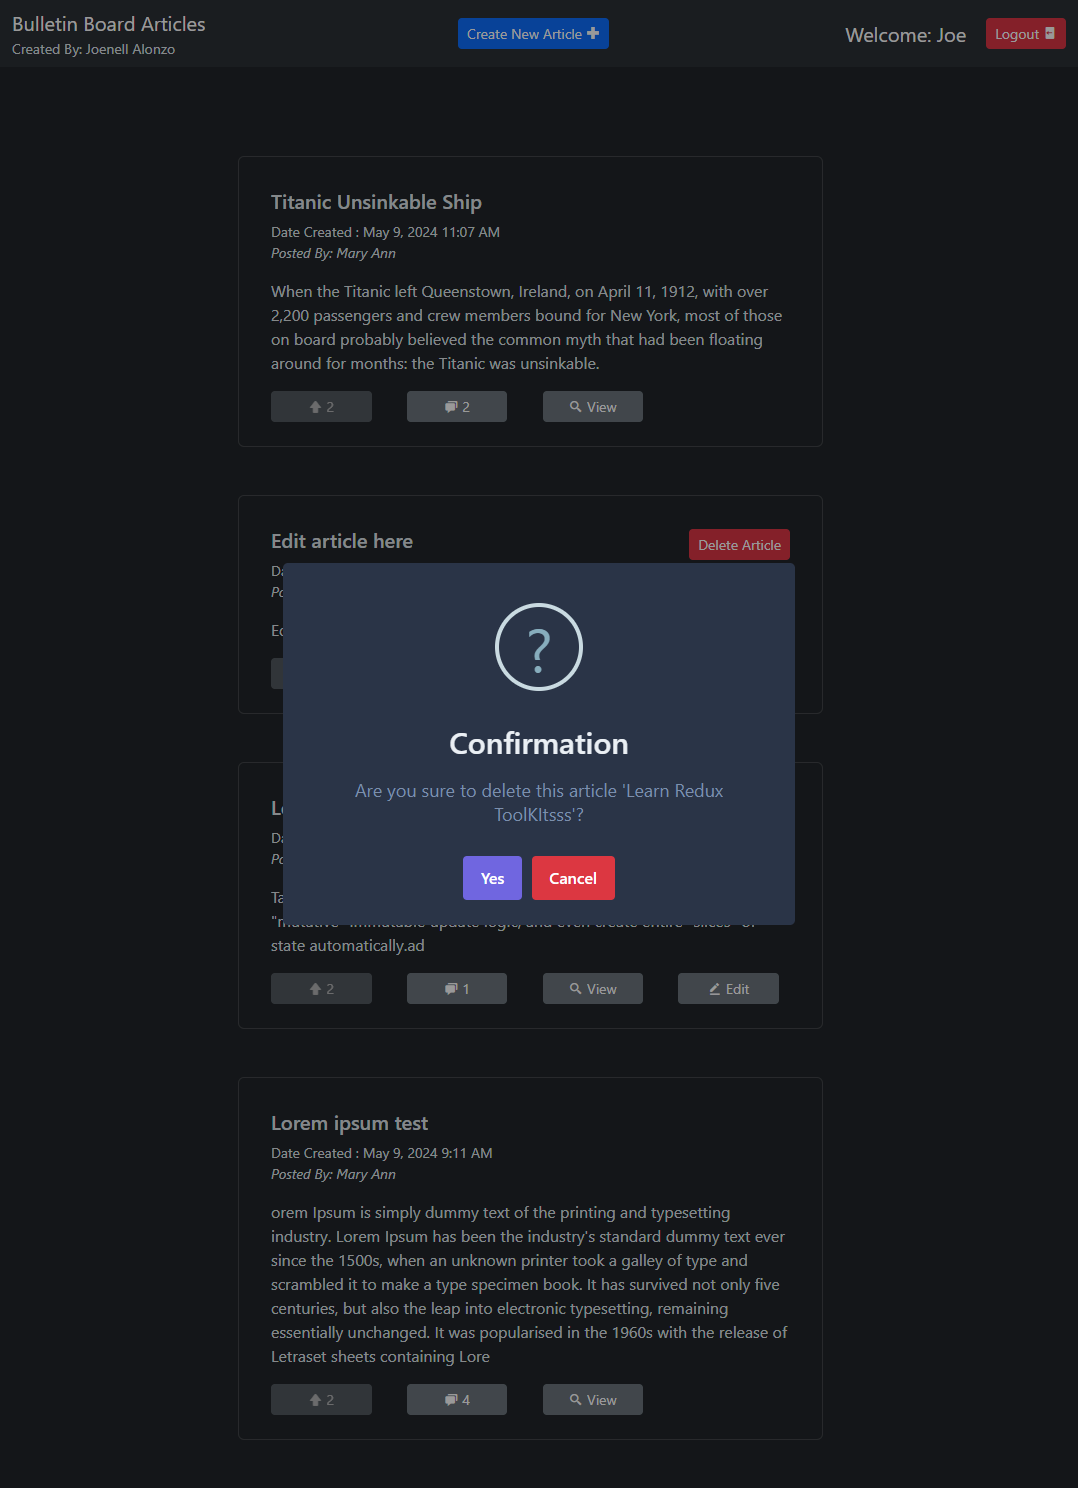 Bulletin Board Articles
Created By: Joenell Alonzo
Create New Article
Welcome: Joe
Logout
Titanic Unsinkable Ship
Date Created : May 9, 2024 11:07 AM
Posted By: Mary Ann
When the Titanic left Queenstown, Ireland, on April 11, 1912, with over
2,200 passengers and crew members bound for New York, most of those
on board probably believed the common myth that had been floating
around for months: the Titanic was unsinkable.
2
2
View
Edit article here
Delete Article
?
Confirmation
Are you sure to delete this article 'Learn Redux
ToolKItsss'?
Yes
Cancel
state automatically.ad
2
1
View
Edit
Lorem ipsum test
Date Created : May 9, 2024 9:11 AM
Posted By: Mary Ann
orem Ipsum is simply dummy text of the printing and typesetting
industry. Lorem Ipsum has been the industry's standard dummy text ever
since the 1500s, when an unknown printer took a galley of type and
scrambled it to make a type specimen book. It has survived not only five
centuries, but also the leap into electronic typesetting, remaining
essentially unchanged. It was popularised in the 1960s with the release of
Letraset sheets containing Lore
2
4
View